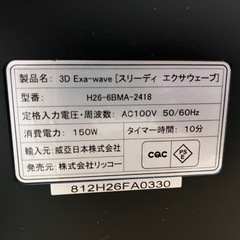 製品名：3D Exa-wave [スリーディ エクサウェーブ]
型番：H26-6BMA-2418
定格入力電圧・周波数：AC100V 50/60Hz
消費電力：150W タイマー時間：10分
輸入元：威亞日本株式会社
発売元：株式会社リッコー
CQC
PSE
812H26FA0330